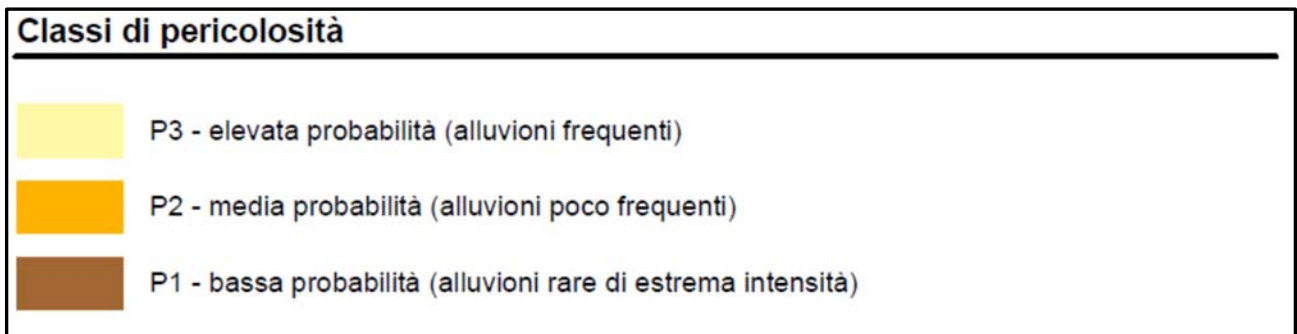 Classi di pericolosità
P3 - elevata probabilità (alluvioni frequenti)
P2 - media probabilità (alluvioni poco frequenti)
P1 - bassa probabilità (alluvioni rare di estrema intensità)